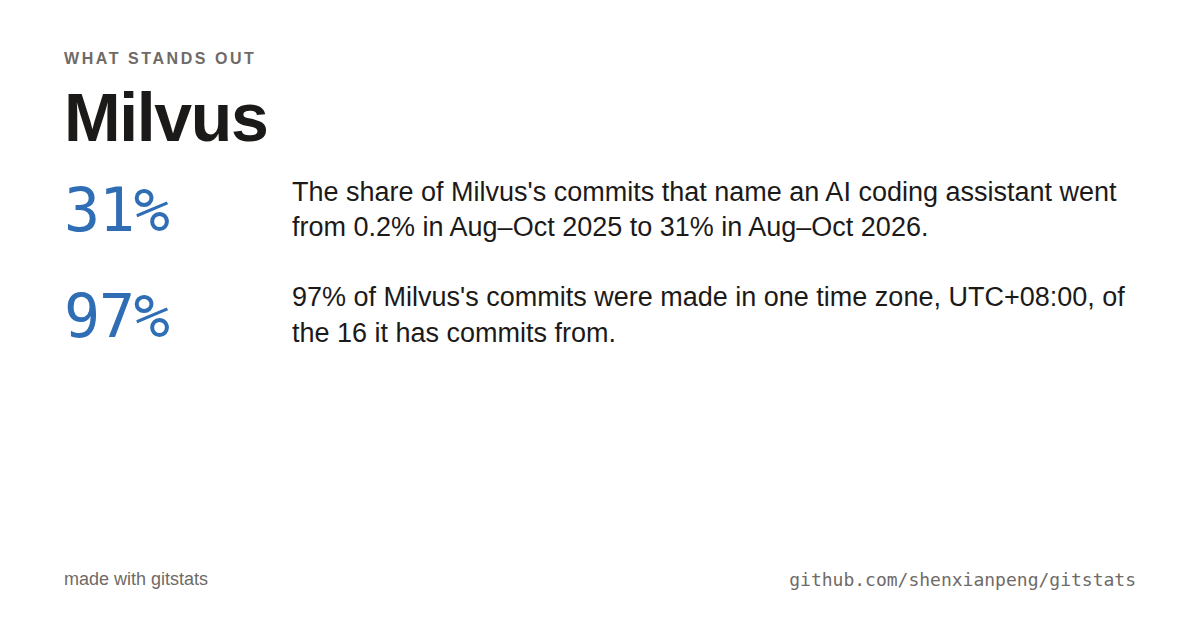 WHAT STANDS OUT
Milvus
31%
The share of Milvus's commits that name an AI coding assistant went
from 0.2% in Aug–Oct 2025 to 31% in Aug–Oct 2026.
97%
97% of Milvus's commits were made in one time zone, UTC+08:00, of
the 16 it has commits from.
made with gitstats
github.com/shenxianpeng/gitstats